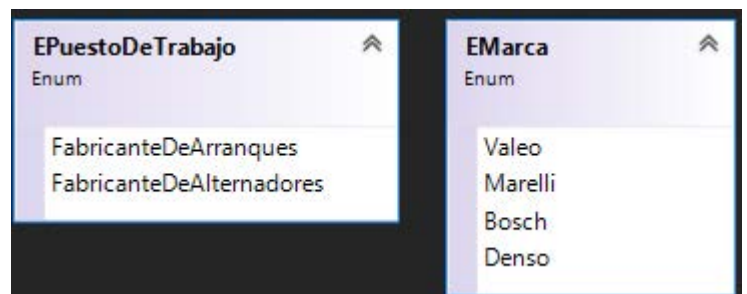 EPuestoDeTrabajo
Enum
FabricanteDeArranques
FabricanteDeAlternadores
EMarca
Enum
Valeo
Marelli
Bosch
Denso